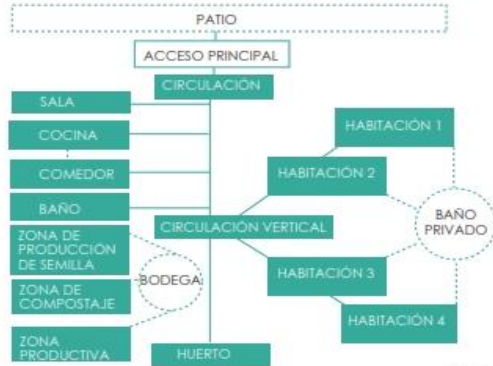 PATIO
ACCESO PRINCIPAL
CIRCULACIÓN
SALA
COCINA
COMEDOR
BAÑO
ZONA DE
PRODUCCIÓN
DE SEMILLA
ZONA DE
COMPOSTAJE
ZONA
PRODUCTIVA
BODEGA
CIRCULACIÓN VERTICAL
HUERTO
HABITACIÓN 1
HABITACIÓN 2
HABITACIÓN 3
HABITACIÓN 4
BAÑO
PRIVADO